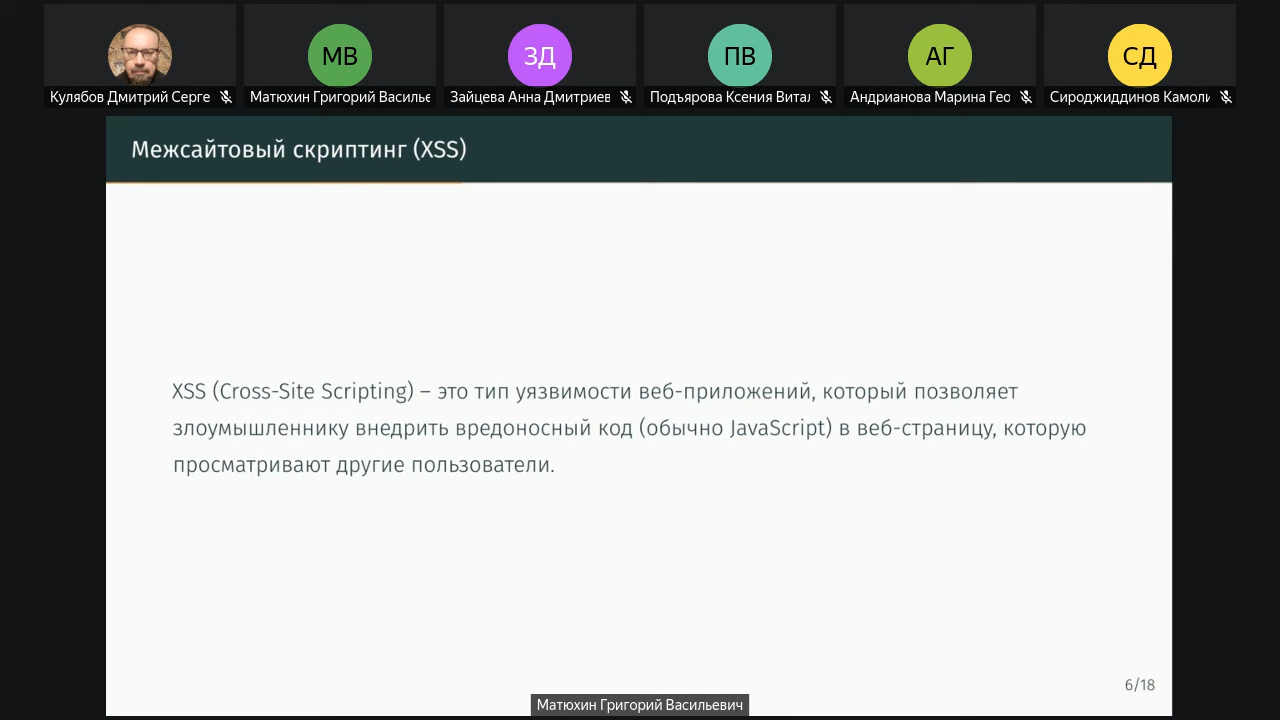 МВ
ЗД
ПВ
АГ
СД
Кулябов Дмитрий Серге
Матюхин Григорий Василье
Зайцева Анна Дмитриев
Подъярова Ксения Витал
Андрианова Марина Гео
Сироджиддинов Камоли
Межсайтовый скриптинг (XSS)
XSS (Cross-Site Scripting) – это тип уязвимости веб-приложений, который позволяет
злоумышленнику внедрить вредоносный код (обычно JavaScript) в веб-страницу, которую
просматривают другие пользователи.
6/18
Матюхин Григорий Васильевич